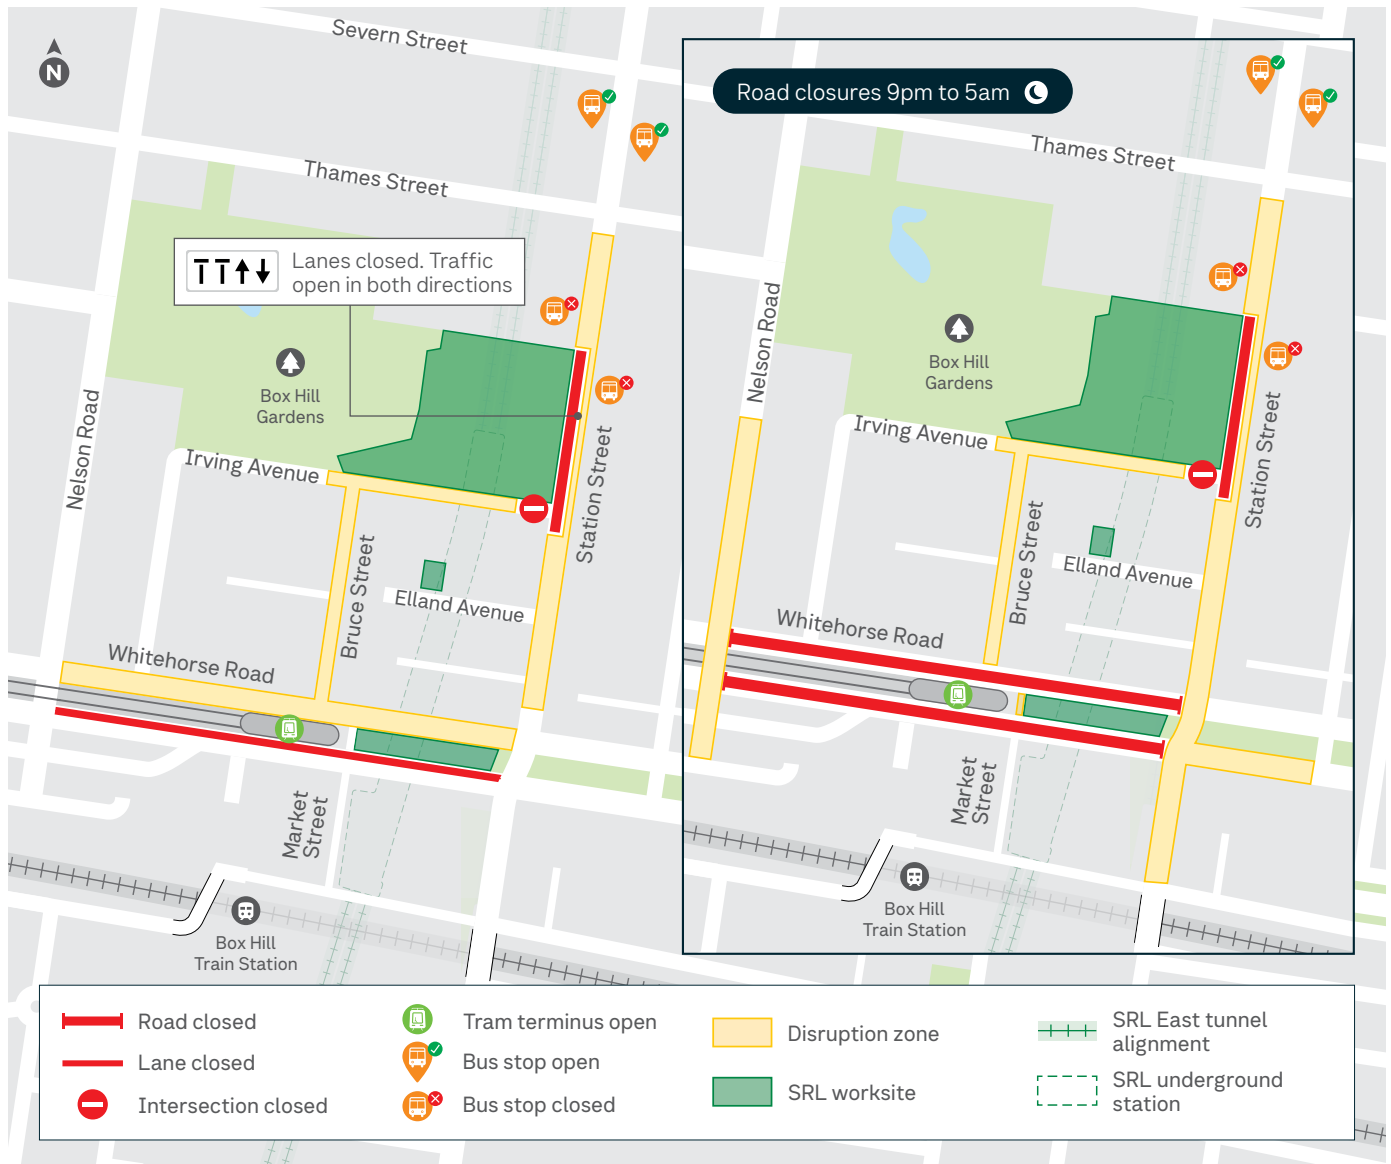 N
Severn Street
Thames Street
Lanes closed. Traffic
open in both directions
Box Hill
Gardens
Nelson Road
Irving Avenue
Station Street
Bruce Street
Elland Avenue
Whitehorse Road
Market
Street
Box Hill
Train Station
Road closures 9pm to 5am
Thames Street
Nelson Road
Box Hill
Gardens
Irving Avenue
Station Street
Bruce Street
Elland Avenue
Whitehorse Road
Market
Street
Box Hill
Train Station
Road closed
Lane closed
Intersection closed
Tram terminus open
Bus stop open
Bus stop closed
Disruption zone
SRL worksite
SRL East tunnel
alignment
SRL underground
station